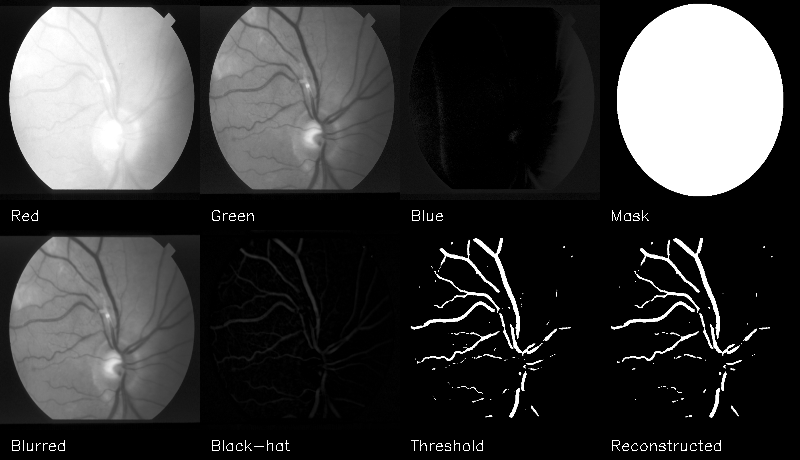 Red
Green
Blue
Mask
Blurred
Black-hat
Threshold
Reconstructed